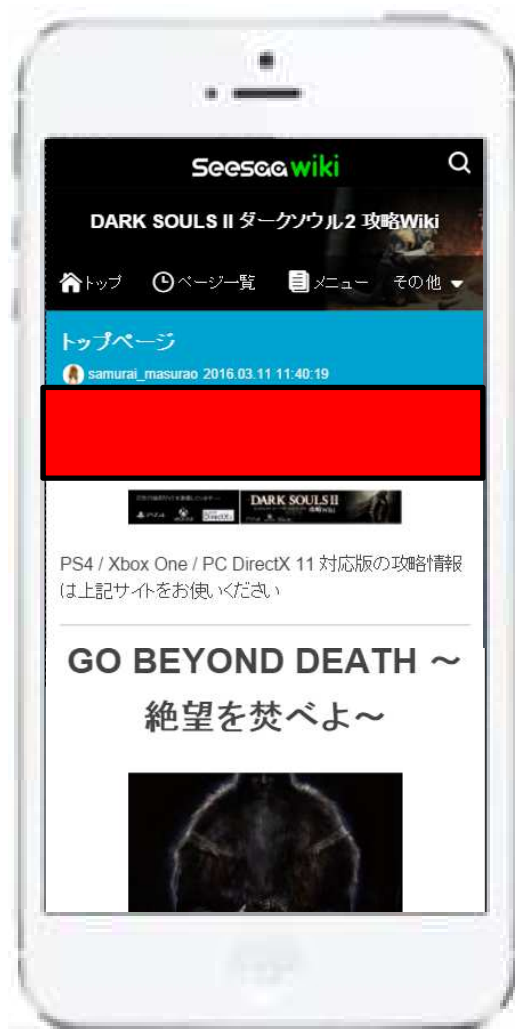 Seesaa wiki
DARK SOULS II ダークソウル2 攻略Wiki
トップ ページ一覧 メニュー その他
トップページ
samurai_masurao 2016.03.11 11:40:19
DARK SOULS II
PS4 / Xbox One / PC DirectX 11 対応版の攻略情報
は上記サイトをお使いください
GO BEYOND DEATH ～
絶望を焚べよ～